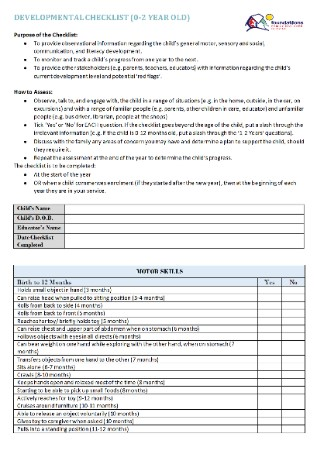 DEVELOPMENTAL CHECKLIST (0-2 YEAR OLD)
foundations
Purpose of the Checklist:
• To provide observational information regarding the child's general motor, sensory and social,
communication, and literacy development.
• To monitor and track a child's progress from one year to the next.
• To provide other stakeholders (e.g. parents, teachers, educators) with information regarding the child's
current development level and potential 'red flags'.
How to Assess:
• Observe, talk to, and engage with, the child in a range of situations (e.g. in the home, outside, in the car, on
excursions) and with a range of familiar people (e.g. parents, other children in care, educator) and unfamiliar
people (e.g. bus driver, librarian, people at the shops)
• Tick 'Yes' or 'No' for EACH question. If the checklist goes beyond the age of the child, put a slash through the
irrelevant information (e.g. if the child is 0-12 months old, put a slash through the '1-2 Years' questions).
• Discuss with the family any areas of concern you may have and determine a plan to support the child, should
they require it.
• Repeat the assessment at the end of the year to determine the child's progress.
The checklist is to be completed:
• At the start of the year
• OR where a child commences enrolment (if they started after the new year), then at the beginning of each
year they are in your service.
Child's Name
Child's D.O.B.
Educator's Name
Date Checklist
Completed
MOTOR SKILLS
Birth to 12 Months Yes No
Holds small object in hand (3 months)
Can raise head when pulled to sitting position (3-4 months)
Rolls from back to side (4 months)
Rolls from back to front (5 months)
Reaches for toy/ briefly holds toy (3 months)
Can raise chest and upper part of abdomen when on stomach (6 months)
Follows objects with eyes in all directions (6 months)
Can bear weight on one hand while exploring with the other hand, when on stomach (7
months)
Transfers objects from one hand to the other (7 months)
Sits alone (6-7 months)
Crawls (8-10 months)
Keeps hands open and relaxed most of the time (8 months)
Starting to be able to pick up small foods (8 months)
Actively reaches for toy (9-12 months)
Cruises around furniture (10-11 months)
Able to release an object voluntarily (10 months)
Gives toy to caregiver when asked (10 months)
Pulls into a standing position (11-12 months)